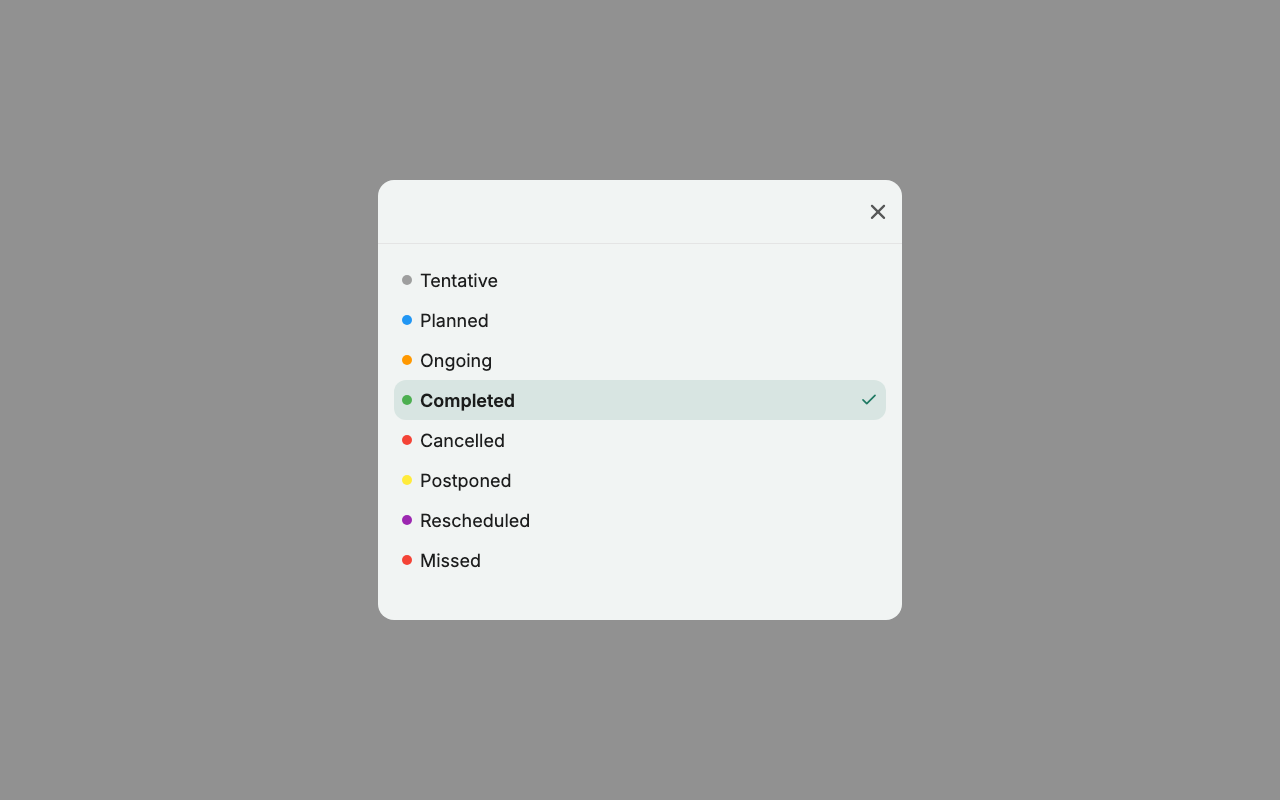 Tentative
Planned
Ongoing
Completed
Cancelled
Postponed
Rescheduled
Missed